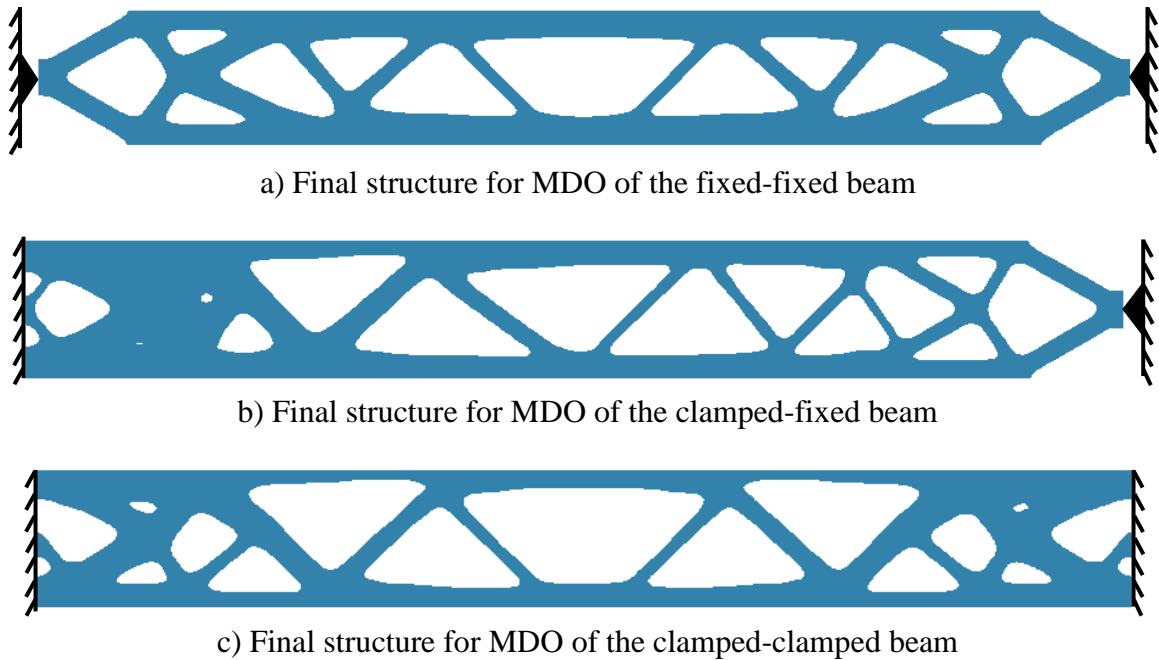 a) Final structure for MDO of the fixed-fixed beam
b) Final structure for MDO of the clamped-fixed beam
c) Final structure for MDO of the clamped-clamped beam